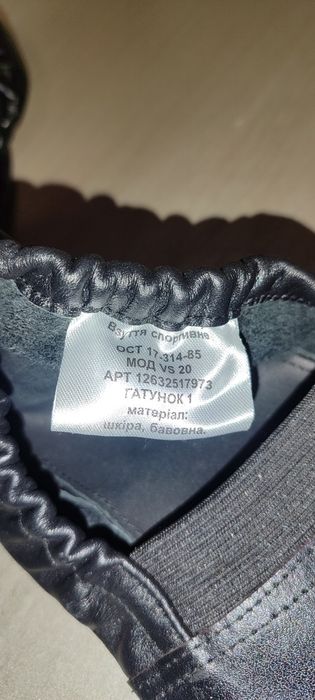 Взуття спортивне
ОСТ 17-314-85
МОД vs 20
АРТ 12632517973
ГАТУНОК 1
матеріал:
шкіра, бавовна.